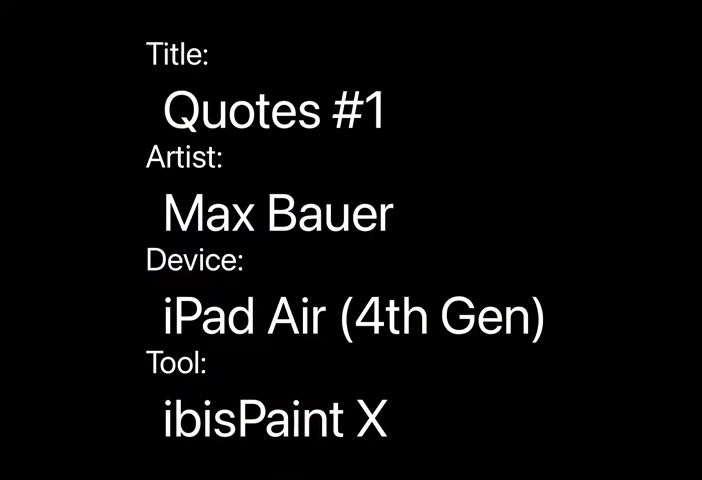 Title:
Quotes #1
Artist:
Max Bauer
Device:
iPad Air (4th Gen)
Tool:
ibisPaint X